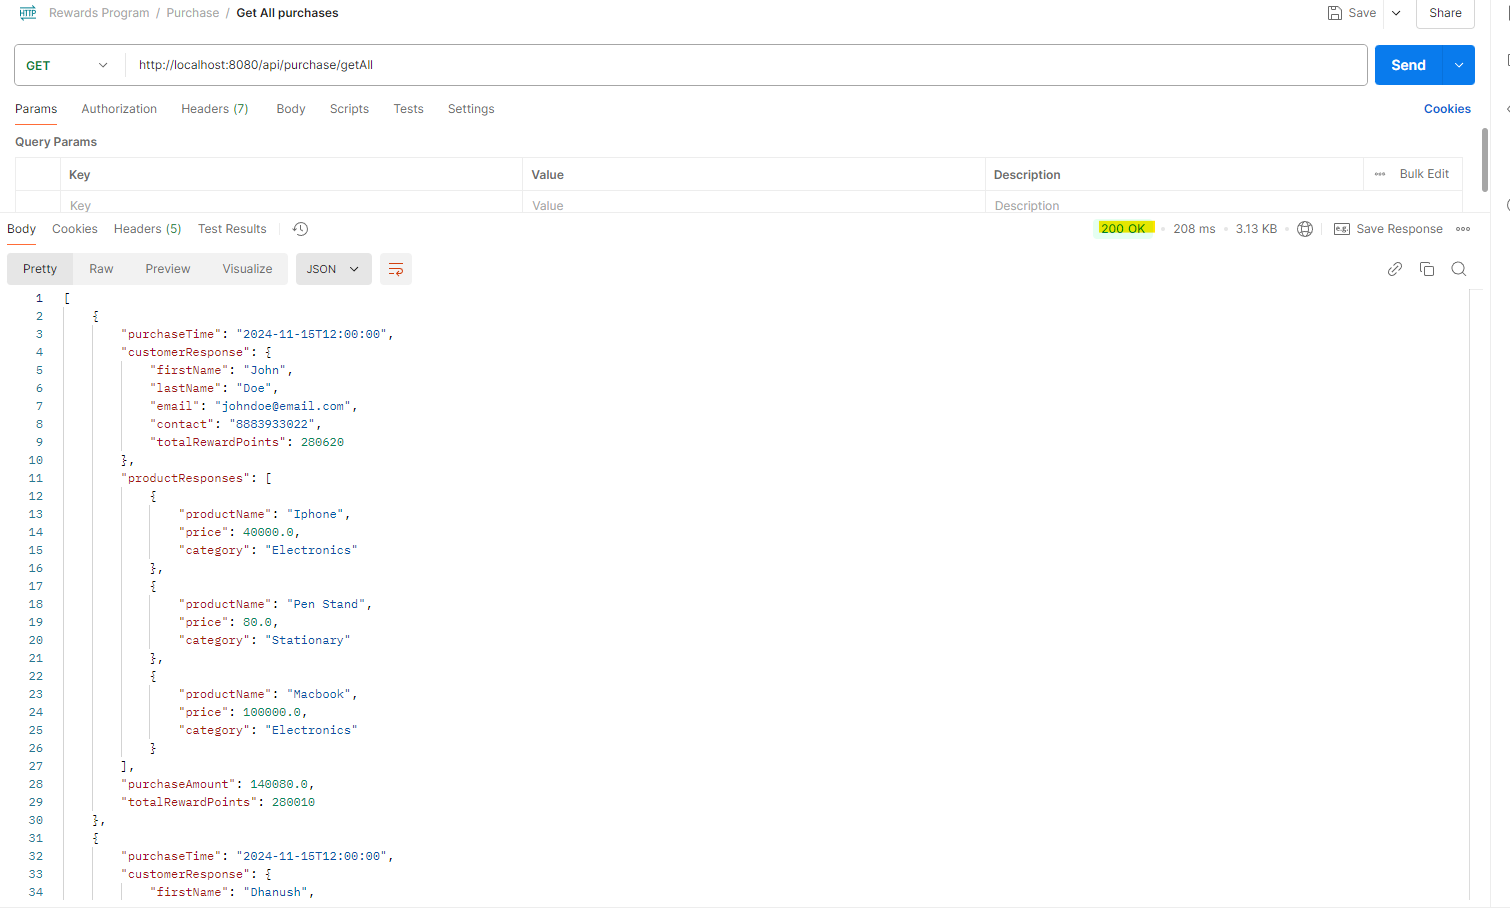 HTTP Rewards Program / Purchase / Get All purchases Save Share
GET http://localhost:8080/api/purchase/getAll Send
Params Authorization Headers (7) Body Scripts Tests Settings Cookies
Query Params
Key Value Description Bulk Edit
Key Value Description
Body Cookies Headers (5) Test Results 200 OK 208 ms 3.13 KB e.g. Save Response
Pretty Raw Preview Visualize JSON
1 [
2 {
3 "purchaseTime": "2024-11-15T12:00:00",
4 "customerResponse": {
5 "firstName": "John",
6 "lastName": "Doe",
7 "email": "johndoe@email.com",
8 "contact": "8883933022",
9 "totalRewardPoints": 280620
10 },
11 "productResponses": [
12 {
13 "productName": "Iphone",
14 "price": 40000.0,
15 "category": "Electronics"
16 },
17 {
18 "productName": "Pen Stand",
19 "price": 80.0,
20 "category": "Stationary"
21 },
22 {
23 "productName": "Macbook",
24 "price": 100000.0,
25 "category": "Electronics"
26 }
27 ],
28 "purchaseAmount": 140080.0,
29 "totalRewardPoints": 280010
30 },
31 {
32 "purchaseTime": "2024-11-15T12:00:00",
33 "customerResponse": {
34 "firstName": "Dhanush",